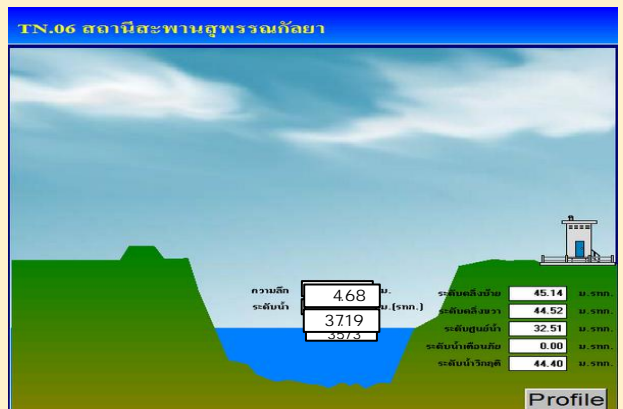 TN.06 สถานีสะพานสุพรรณกัลยา
ความลึก 4.68 ม.
ระดับน้ำ 37.19 ม.(รทก.)
35.73
ระดับตลิ่งซ้าย 45.14 ม.รทก.
ระดับตลิ่งขวา 44.52 ม.รทก.
ระดับศูนย์น้ำ 32.51 ม.รทก.
ระดับน้ำเตือนภัย 0.00 ม.รทก.
ระดับน้ำวิกฤติ 44.40 ม.รทก.
Profile